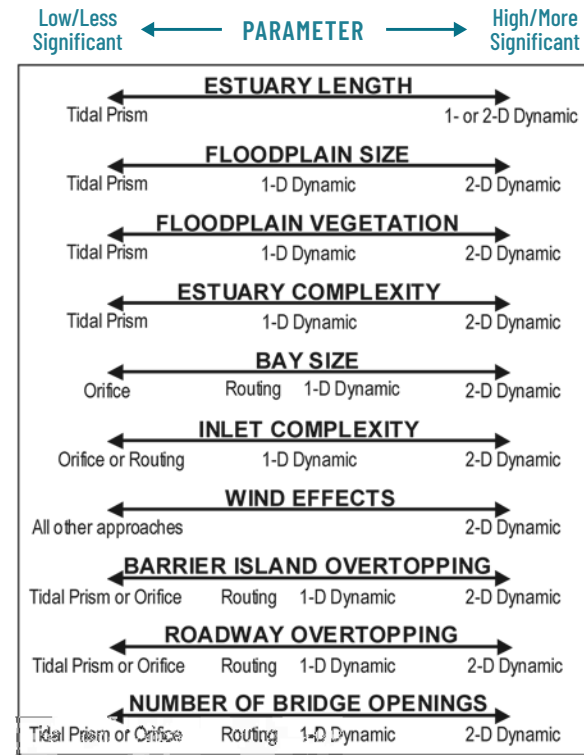 Low/Less
Significant
PARAMETER
High/More
Significant
ESTUARY LENGTH
Tidal Prism 1- or 2-D Dynamic
FLOODPLAIN SIZE
Tidal Prism 1-D Dynamic 2-D Dynamic
FLOODPLAIN VEGETATION
Tidal Prism 1-D Dynamic 2-D Dynamic
ESTUARY COMPLEXITY
Tidal Prism 1-D Dynamic 2-D Dynamic
BAY SIZE
Orifice Routing 1-D Dynamic 2-D Dynamic
INLET COMPLEXITY
Orifice or Routing 1-D Dynamic 2-D Dynamic
WIND EFFECTS
All other approaches 2-D Dynamic
BARRIER ISLAND OVERTOPPING
Tidal Prism or Orifice Routing 1-D Dynamic 2-D Dynamic
ROADWAY OVERTOPPING
Tidal Prism or Orifice Routing 1-D Dynamic 2-D Dynamic
NUMBER OF BRIDGE OPENINGS
Tidal Prism or Orifice Routing 1-D Dynamic 2-D Dynamic